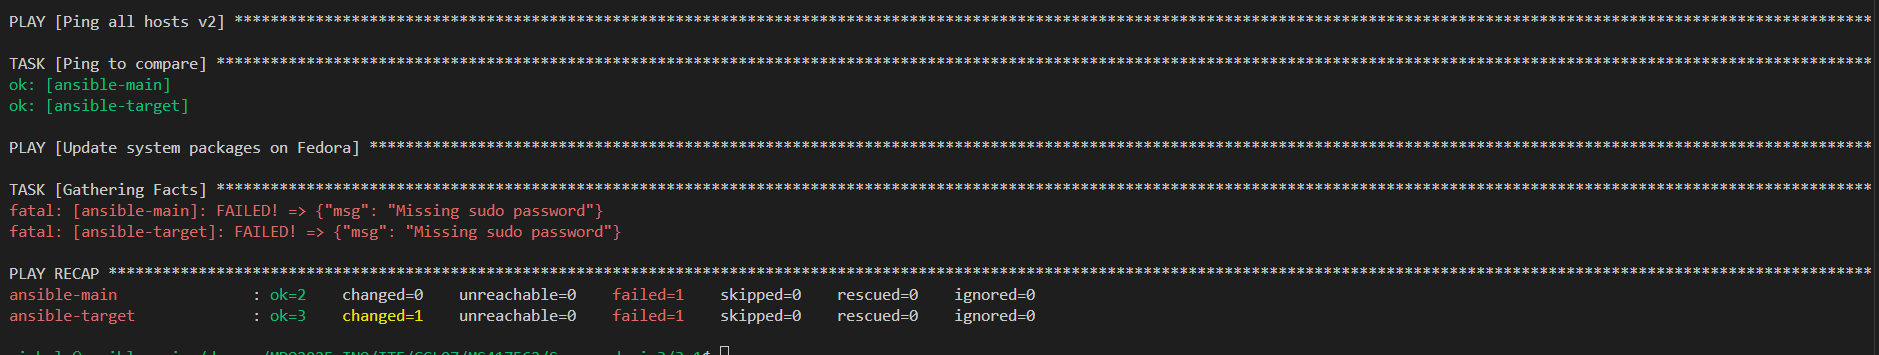 PLAY [Ping all hosts v2] **********************************************************************************************************************************************************************************
TASK [Ping to compare] ************************************************************************************************************************************************************************************
ok: [ansible-main]
ok: [ansible-target]
PLAY [Update system packages on Fedora] *******************************************************************************************************************************************************************
TASK [Gathering Facts] ************************************************************************************************************************************************************************************
fatal: [ansible-main]: FAILED! => {"msg": "Missing sudo password"}
fatal: [ansible-target]: FAILED! => {"msg": "Missing sudo password"}
PLAY RECAP ************************************************************************************************************************************************************************************************
ansible-main               : ok=2    changed=0    unreachable=0    failed=1    skipped=0    rescued=0    ignored=0
ansible-target             : ok=3    changed=1    unreachable=0    failed=1    skipped=0    rescued=0    ignored=0